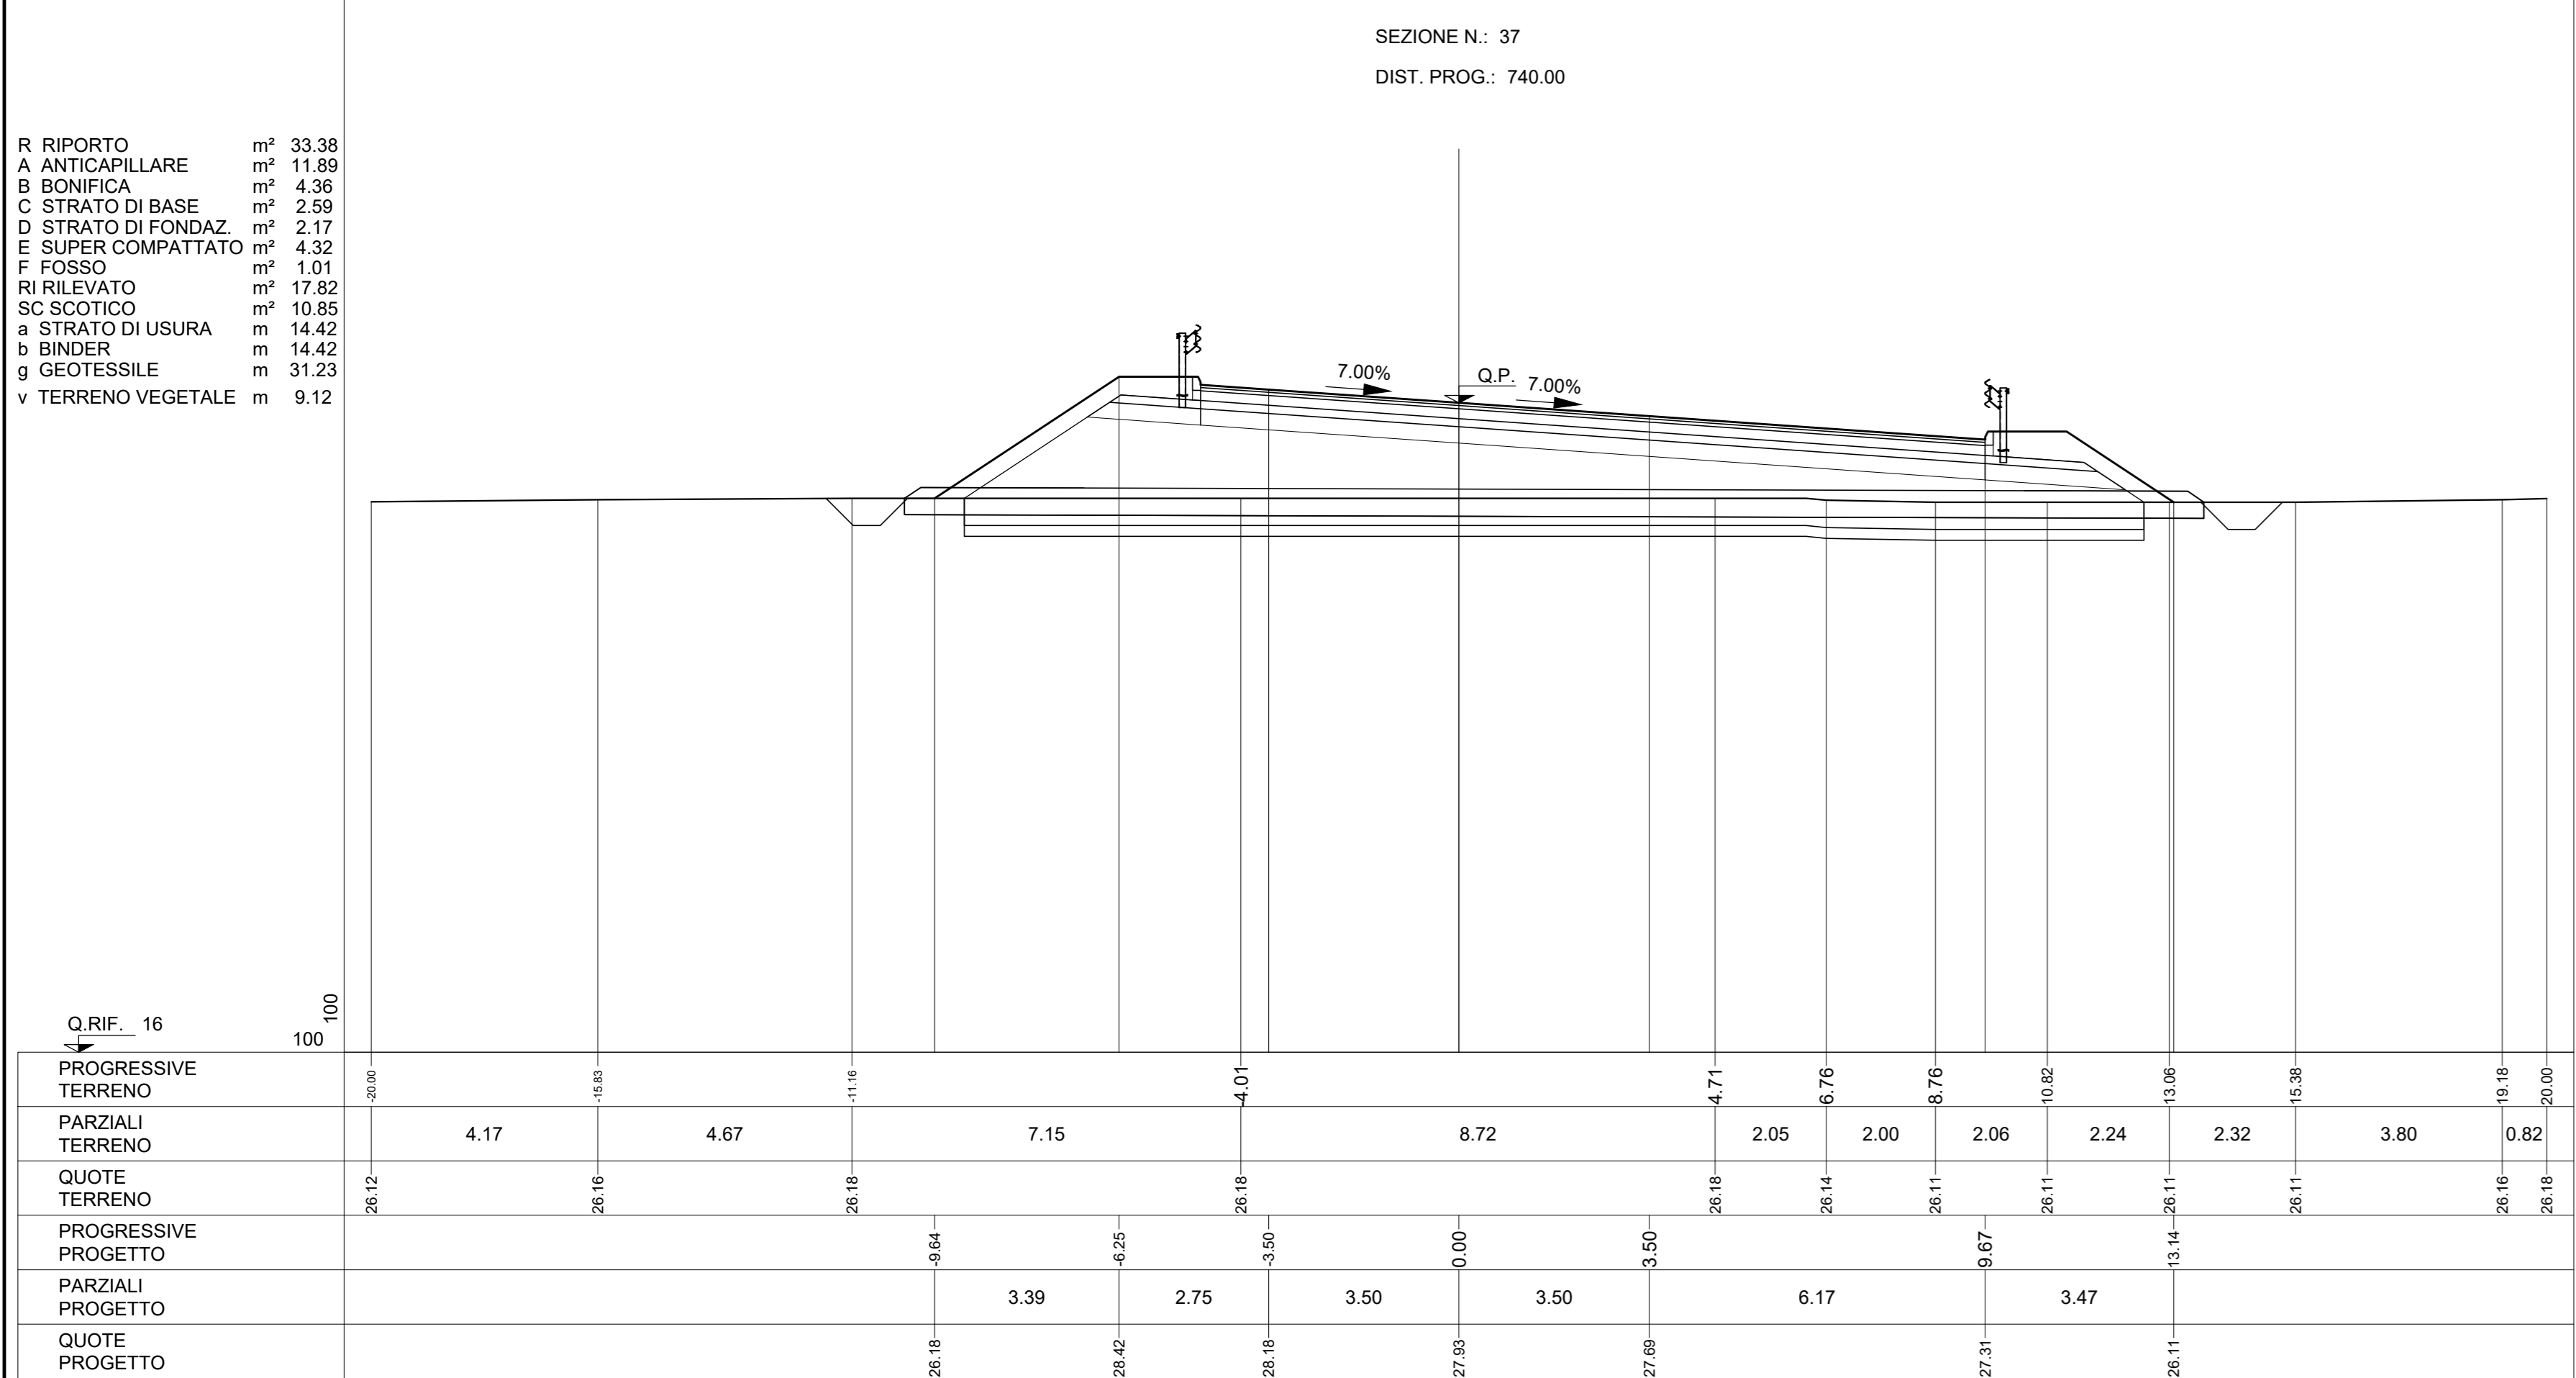 SEZIONE N.: 37
DIST. PROG.: 740.00
R RIPORTO m² 33.38
A ANTICAPILLARE m² 11.89
B BONIFICA m² 4.36
C STRATO DI BASE m² 2.59
D STRATO DI FONDAZ. m² 2.17
E SUPER COMPATTATO m² 4.32
F FOSSO m² 1.01
RI RILEVATO m² 17.82
SC SCOTICO m² 10.85
a STRATO DI USURA m 14.42
b BINDER m 14.42
g GEOTESSILE m 31.23
v TERRENO VEGETALE m 9.12
7.00%
Q.P.
7.00%
Q.RIF. 16
100
100
PROGRESSIVE
TERRENO
-20.00 -15.83 -11.16 -4.01 4.71 6.76 8.76 10.82 13.06 15.38 19.18 20.00
PARZIALI
TERRENO
4.17 4.67 7.15 8.72 2.05 2.00 2.06 2.24 2.32 3.80 0.82
QUOTE
TERRENO
26.12 26.16 26.18 26.18 26.18 26.14 26.11 26.11 26.11 26.11 26.16 26.18
PROGRESSIVE
PROGETTO
-9.64 -6.25 -3.50 0.00 3.50 9.67 13.14
PARZIALI
PROGETTO
3.39 2.75 3.50 3.50 6.17 3.47
QUOTE
PROGETTO
26.18 28.42 28.18 27.93 27.69 27.31 26.11